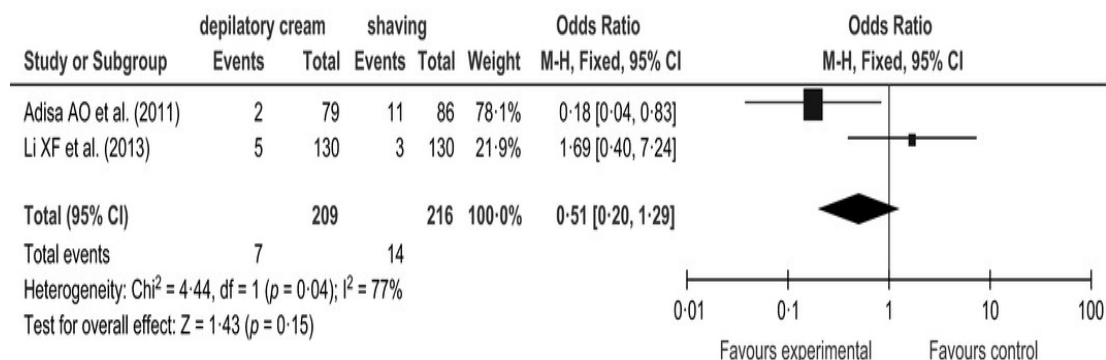 depilatory cream shaving Odds Ratio Odds Ratio
Study or Subgroup Events Total Events Total Weight M-H, Fixed, 95% CI M-H, Fixed, 95% CI
Adisa AO et al. (2011) 2 79 11 86 78·1% 0·18 [0·04, 0·83]
Li XF et al. (2013) 5 130 3 130 21·9% 1·69 [0·40, 7·24]
Total (95% CI) 209 216 100·0% 0·51 [0·20, 1·29]
Total events 7 14
Heterogeneity: Chi² = 4·44, df = 1 (p = 0·04); I² = 77%
Test for overall effect: Z = 1·43 (p = 0·15)
0·01 0·1 1 10 100
Favours experimental Favours control